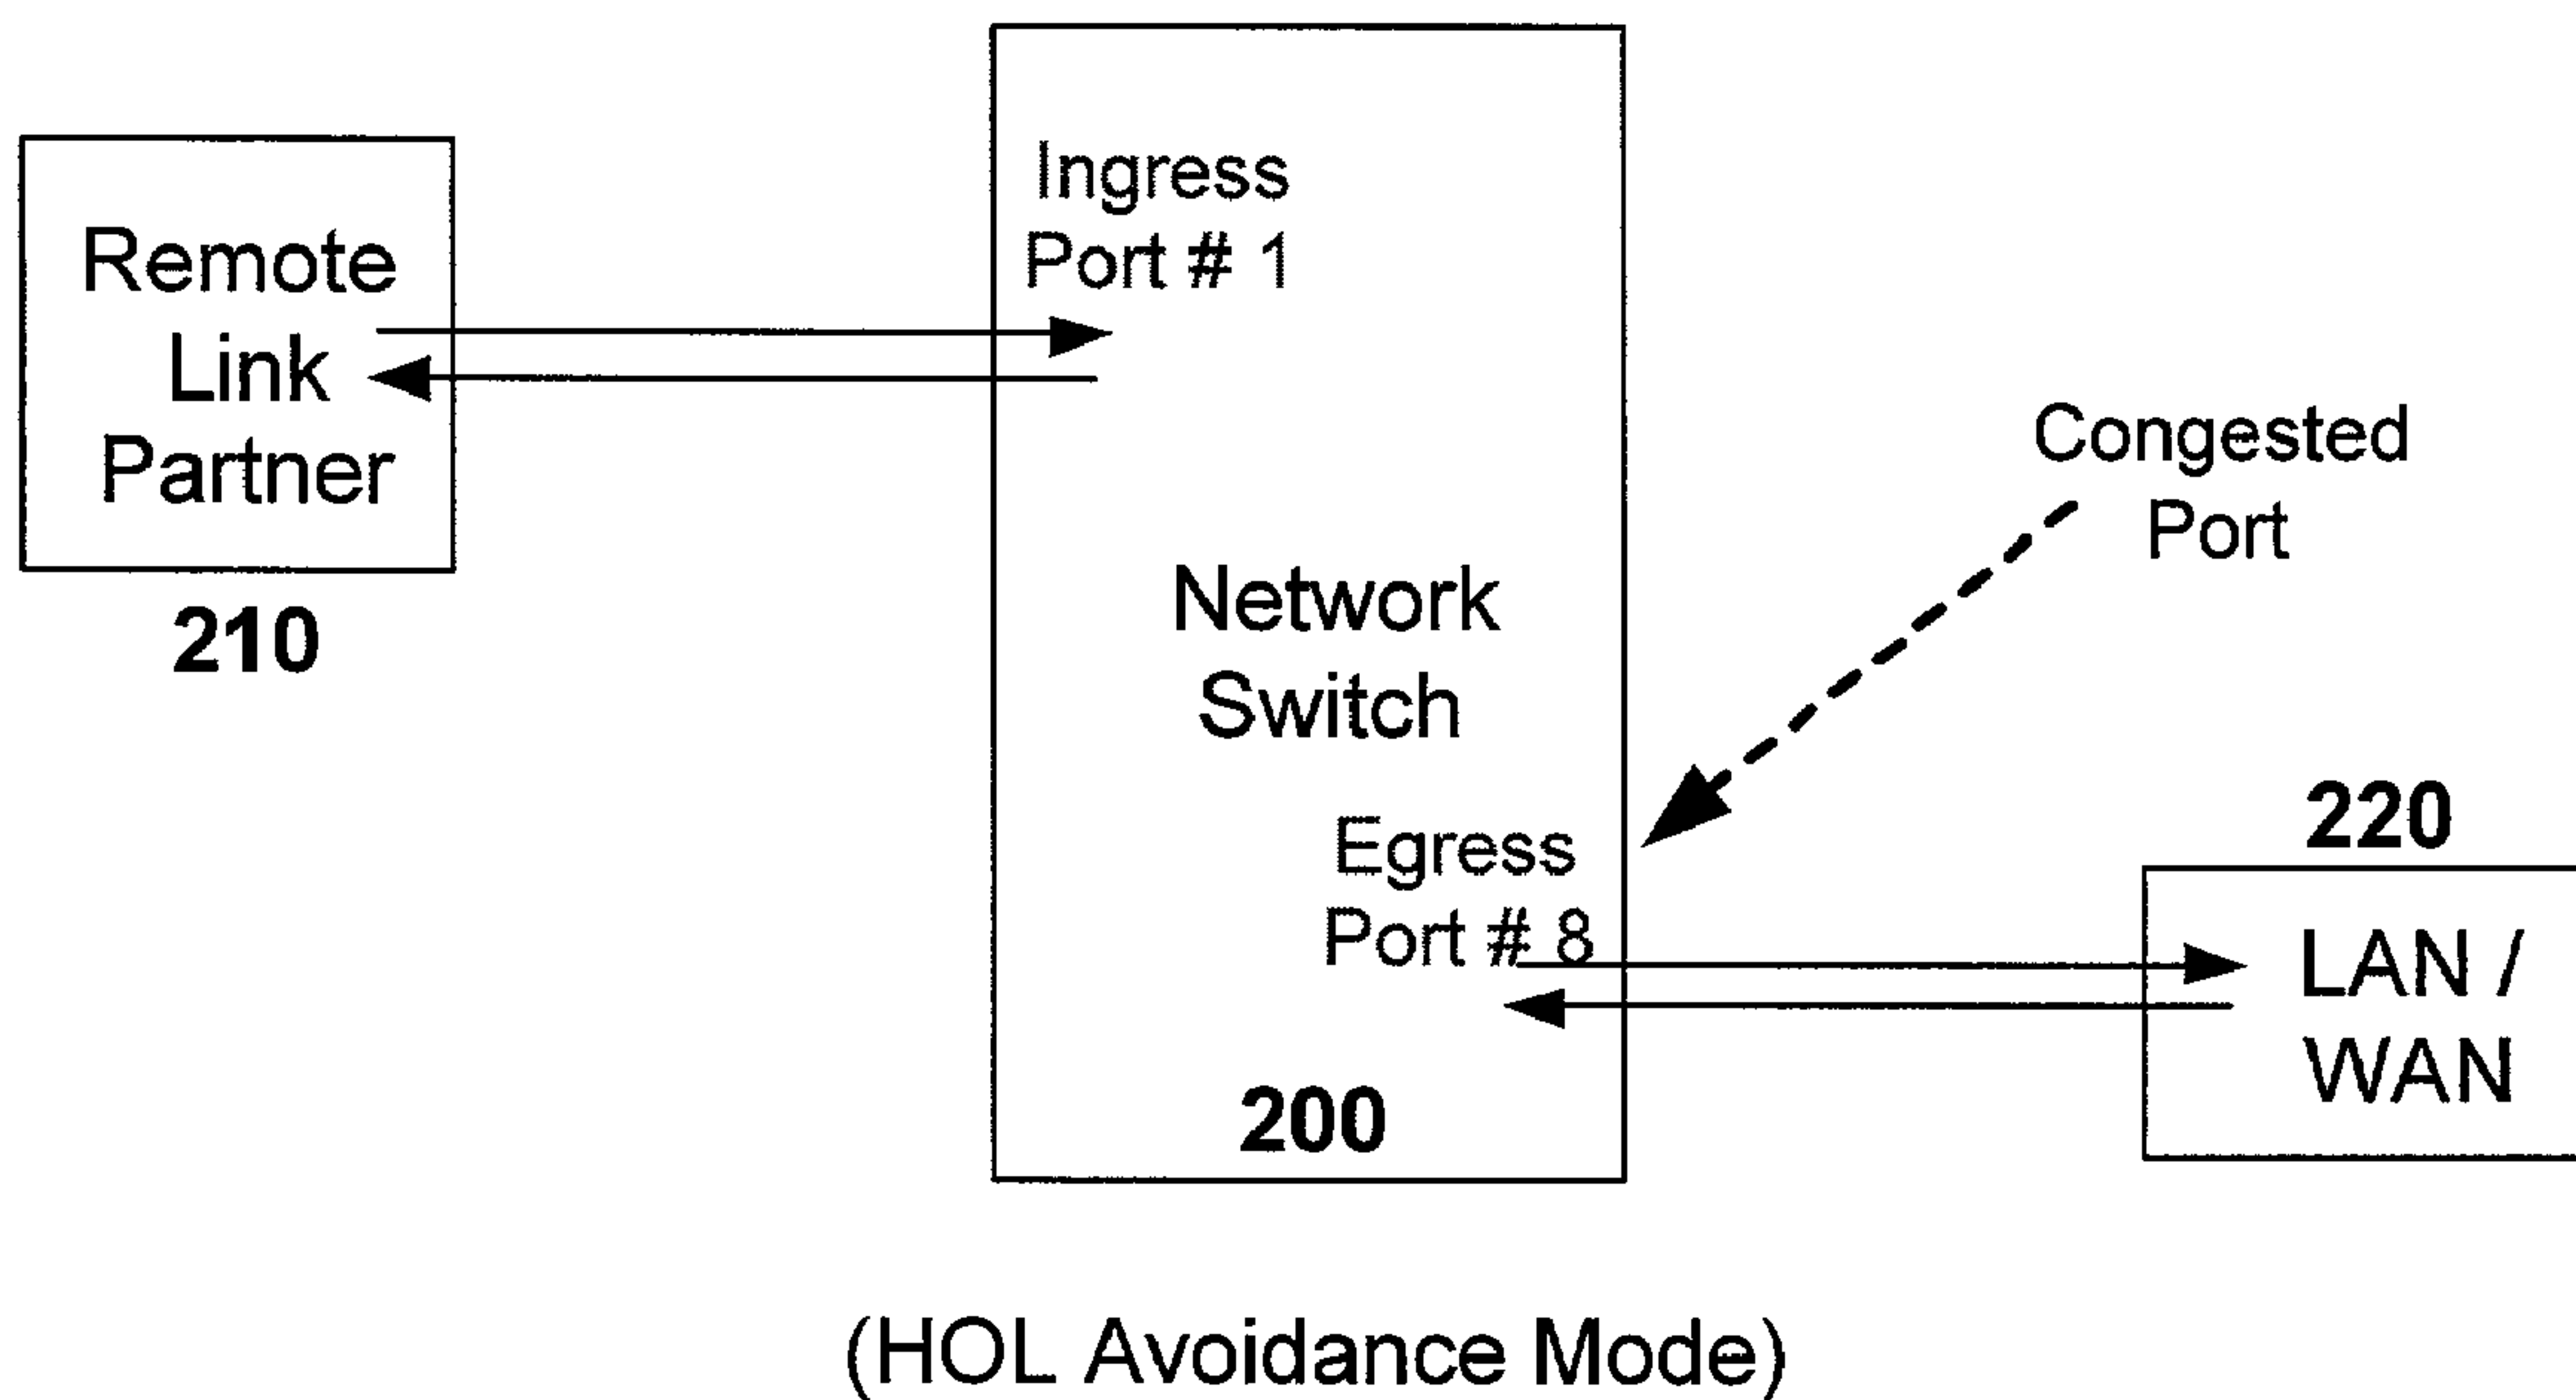 Remote
Link
Partner
210
Ingress
Port # 1
Network
Switch
Egress
Port # 8
200
Congested
Port
220
LAN /
WAN
(HOL Avoidance Mode)